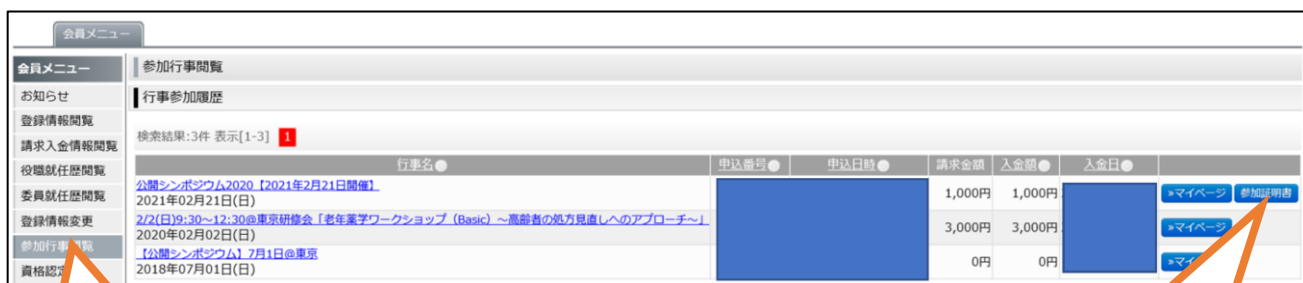 会員メニュー
会員メニュー
お知らせ
登録情報閲覧
請求入金情報閲覧
役職就任歴閲覧
委員就任歴閲覧
登録情報変更
参加行事閲覧
資格認定
参加行事閲覧
行事参加履歴
検索結果:3件 表示[1-3] 1
行事名 申込番号 申込日時 請求金額 入金額 入金日
公開シンポジウム2020【2021年2月21日開催】
2021年02月21日(日) 1,000円 1,000円 »マイページ 参加証明書
2/2(日)9:30～12:30@東京研修会「老年薬学ワークショップ（Basic）～高齢者の処方見直しへのアプローチ～」
2020年02月02日(日) 3,000円 3,000円 »マイページ
【公開シンポジウム】7月1日@東京
2018年07月01日(日) 0円 0円